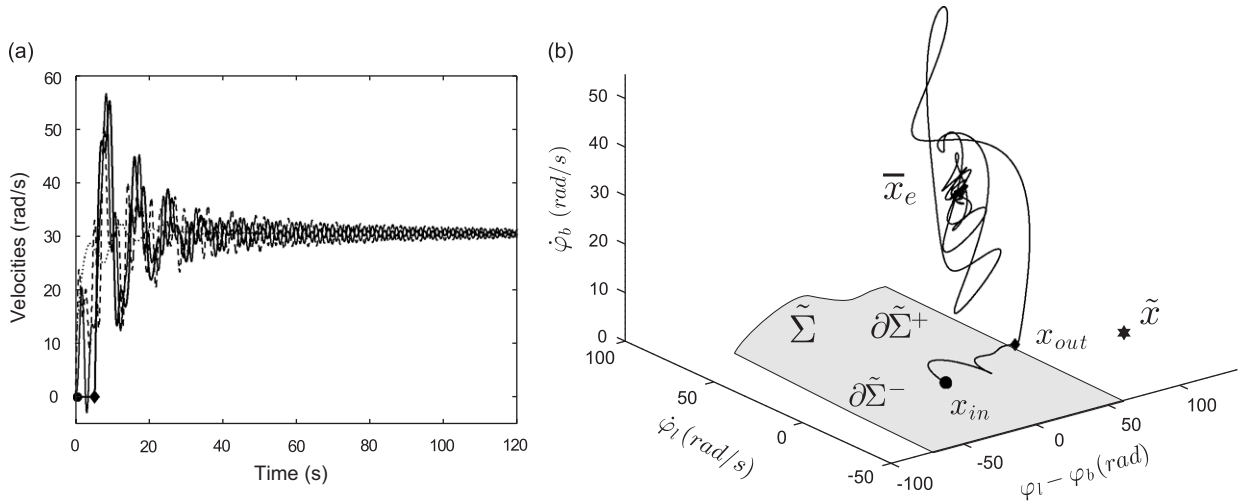 (a)
60
50
40
30
20
10
0
Velocities (rad/s)
0 20 40 60 80 100 120
Time (s)
(b)
50
40
30
20
10
0
φ̇_b (rad/s)
100
50
0
-50
φ̇_l (rad/s)
-100
-50
0
50
100
φ_l − φ_b (rad)
x̄_e
Σ̃
∂Σ̃⁺
∂Σ̃⁻
x_in
x_out
x̃